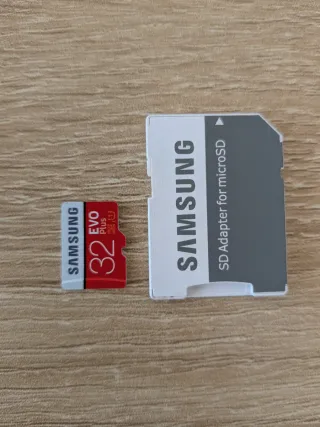 SAMSUNG
32
EVO
Plus
SAMSUNG
SD Adapter for microSD